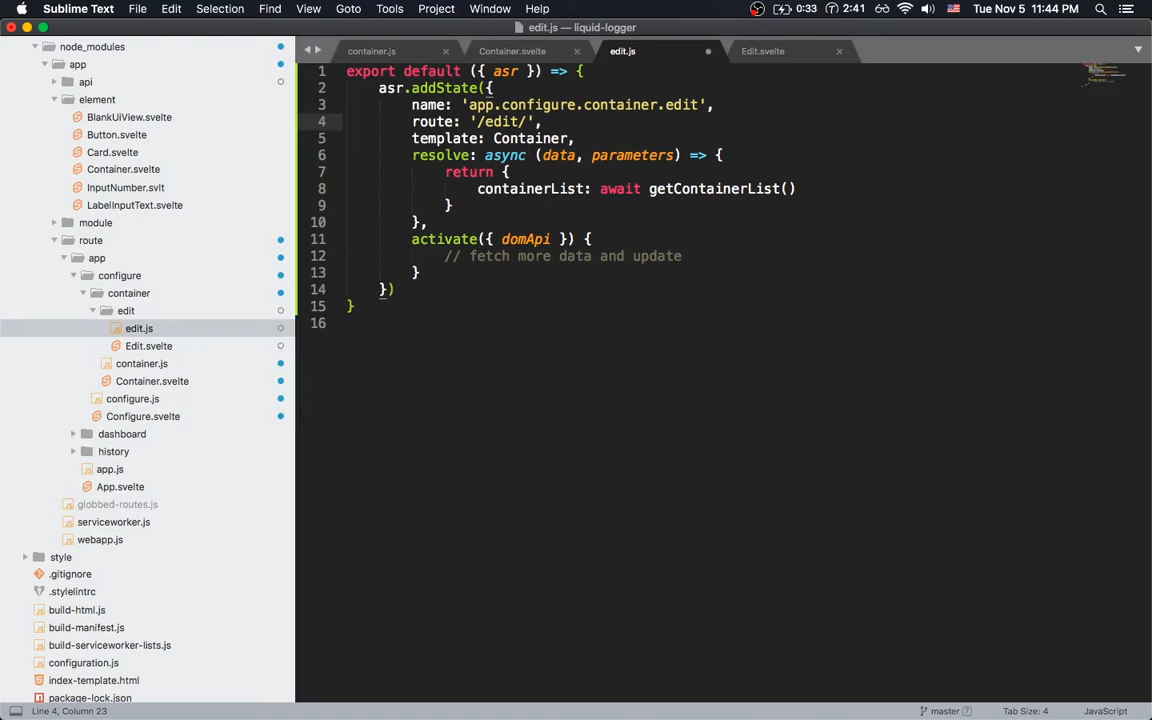 Sublime Text File Edit Selection Find View Goto Tools Project Window Help 0:33 2:41 Tue Nov 5 11:44 PM
edit.js — liquid-logger
node_modules
app
api
element
BlankUiView.svelte
Button.svelte
Card.svelte
Container.svelte
InputNumber.svlt
LabelInputText.svelte
module
route
app
configure
container
edit
edit.js
Edit.svelte
container.js
Container.svelte
configure.js
Configure.svelte
dashboard
history
app.js
App.svelte
globbed-routes.js
serviceworker.js
webapp.js
style
.gitignore
.stylelintrc
build-html.js
build-manifest.js
build-serviceworker-lists.js
configuration.js
index-template.html
package-lock.json
container.js Container.svelte edit.js Edit.svelte
1 export default ({ asr }) => {
2 asr.addState({
3 name: 'app.configure.container.edit',
4 route: '/edit/',
5 template: Container,
6 resolve: async (data, parameters) => {
7 return {
8 containerList: await getContainerList()
9 }
10 },
11 activate({ domApi }) {
12 // fetch more data and update
13 }
14 })
15 }
16
Line 4, Column 23 master 7 Tab Size: 4 JavaScript